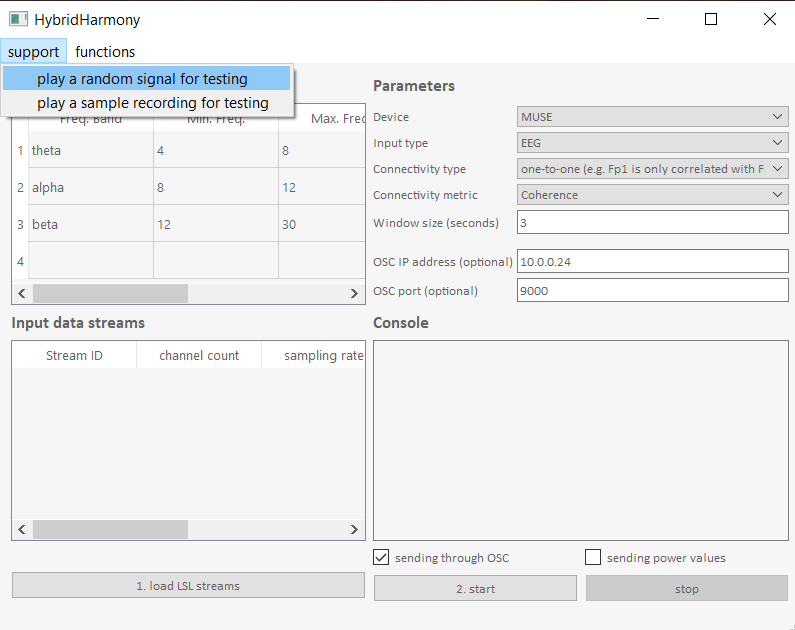 HybridHarmony
support functions
play a random signal for testing
play a sample recording for testing
Freq. Band Min. Freq. Max. Freq
1 theta 4 8
2 alpha 8 12
3 beta 12 30
4
Parameters
Device MUSE
Input type EEG
Connectivity type one-to-one (e.g. Fp1 is only correlated with F
Connectivity metric Coherence
Window size (seconds) 3
OSC IP address (optional) 10.0.0.24
OSC port (optional) 9000
Input data streams
Stream ID channel count sampling rate
Console
sending through OSC sending power values
1. load LSL streams 2. start stop